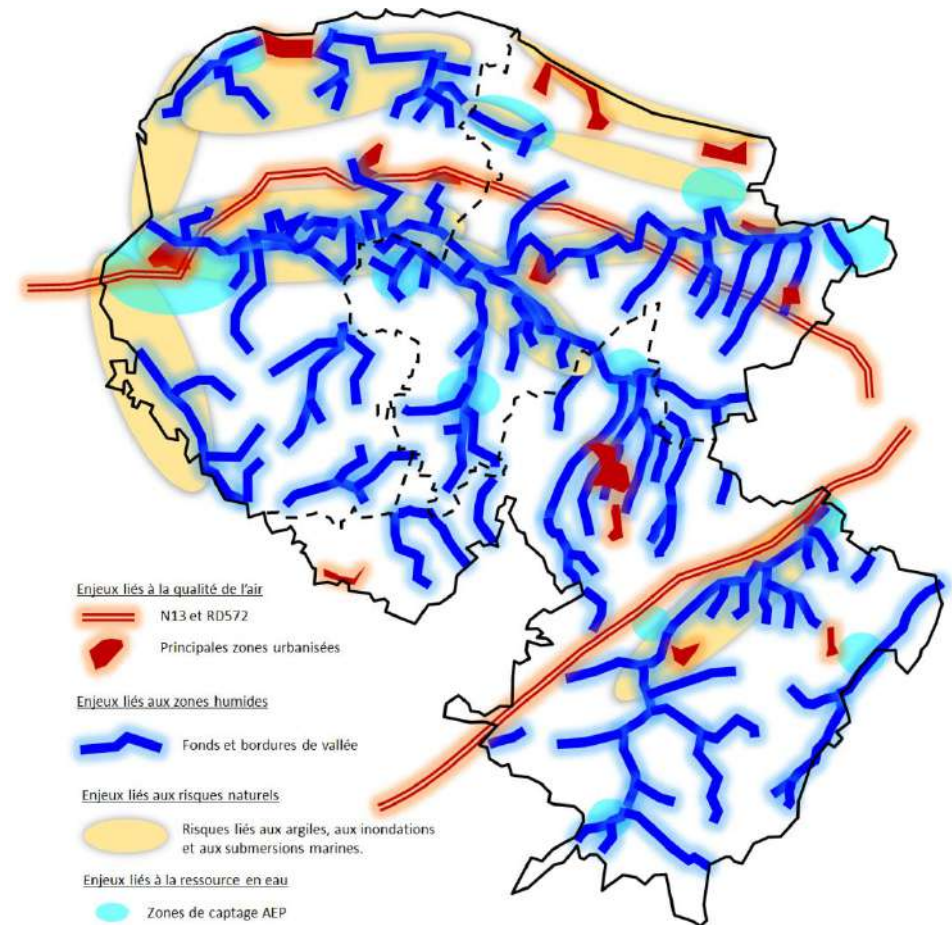 Enjeux liés à la qualité de l'air
N13 et RD572
Principales zones urbanisées
Enjeux liés aux zones humides
Fonds et bordures de vallée
Enjeux liés aux risques naturels
Risques liés aux argiles, aux inondations
et aux submersions marines.
Enjeux liés à la ressource en eau
Zones de captage AEP